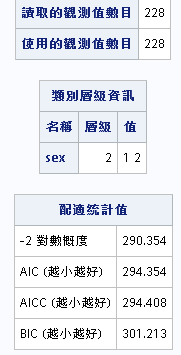 讀取的觀測值數目 228
使用的觀測值數目 228
類別層級資訊
名稱 層級 值
sex 2 1 2
配適統計值
-2 對數概度 290.354
AIC (越小越好) 294.354
AICC (越小越好) 294.408
BIC (越小越好) 301.213